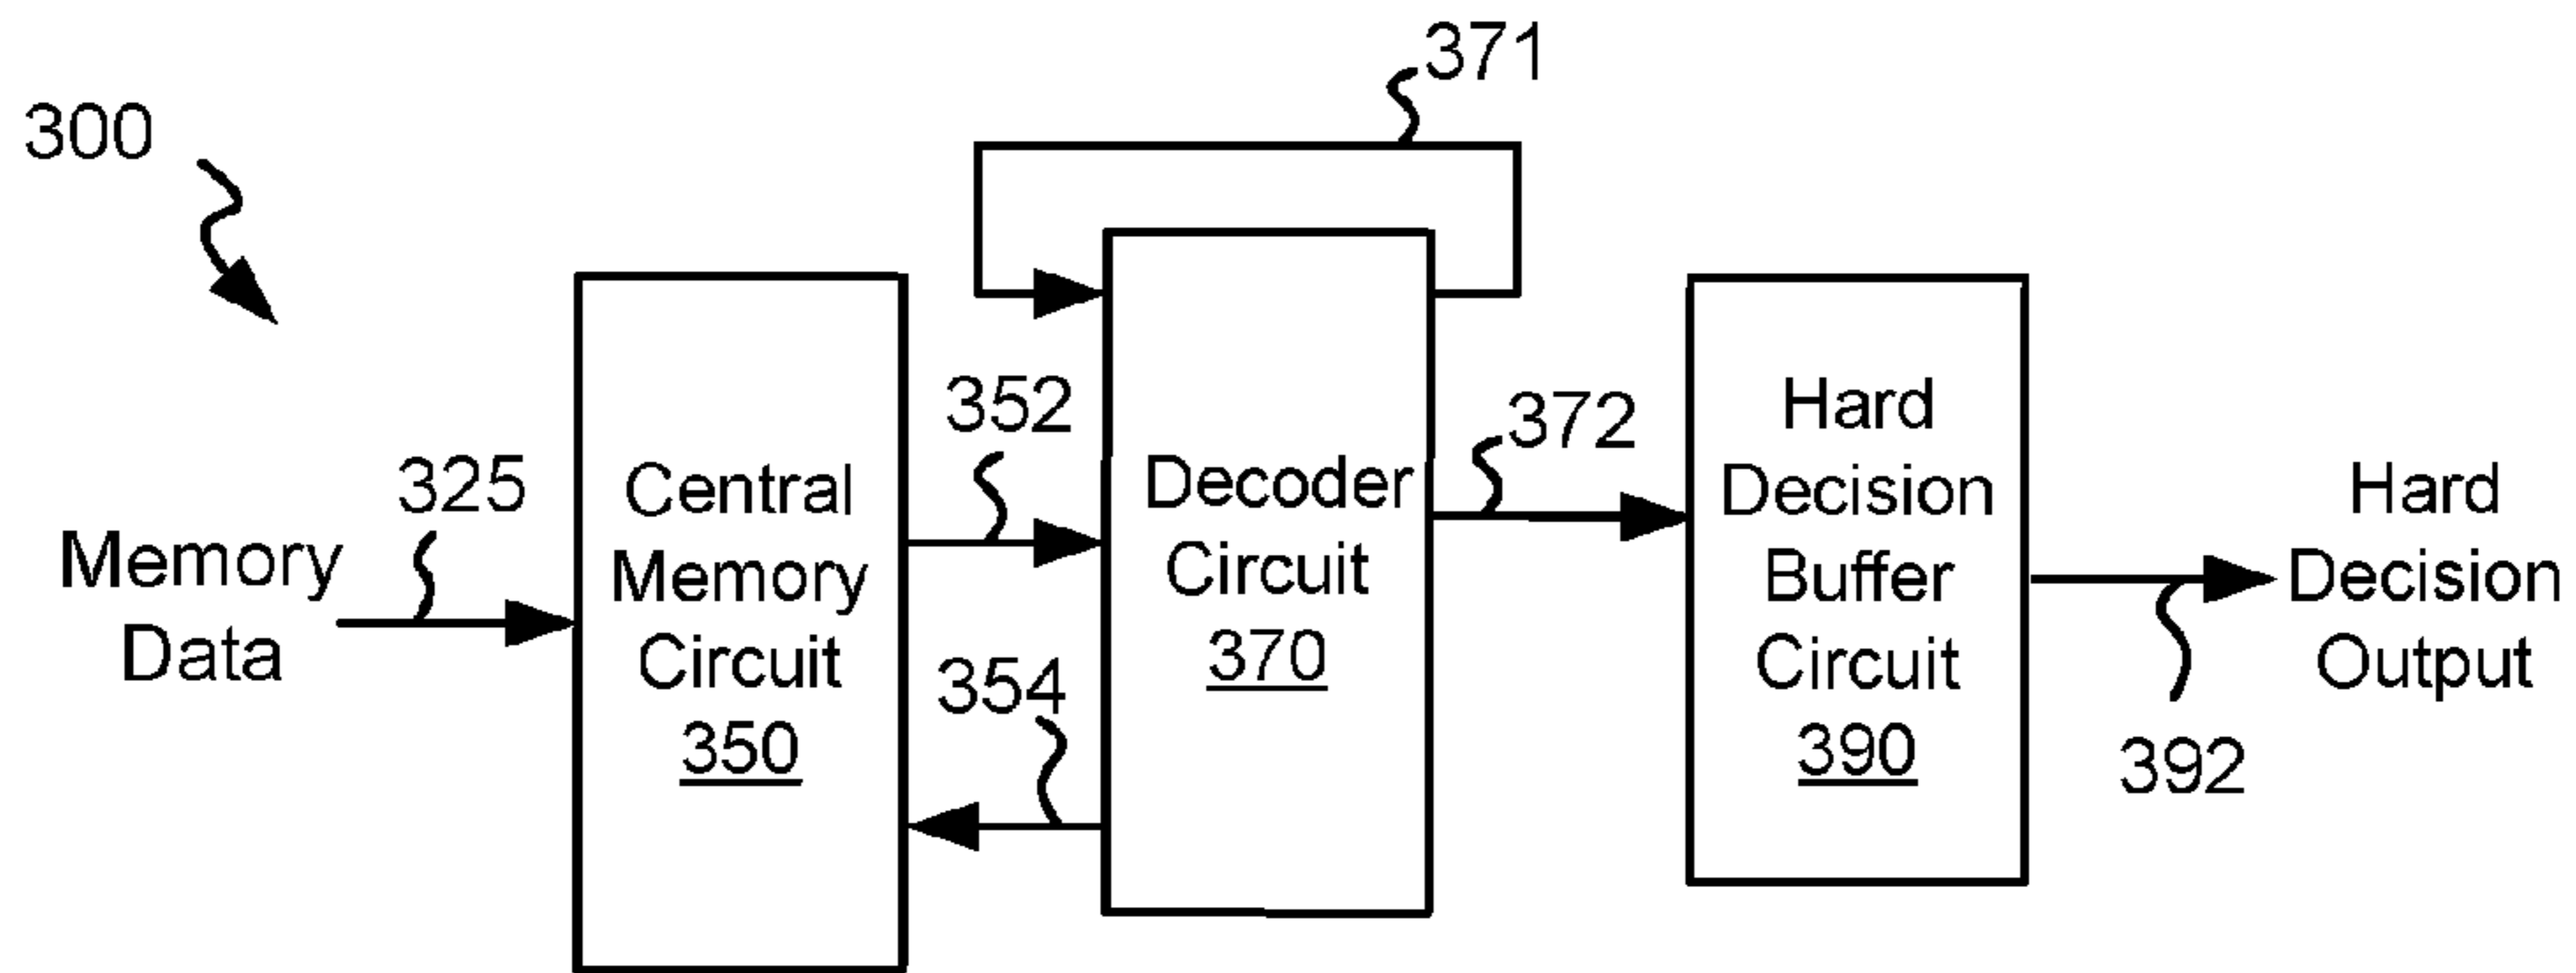 371
300
352
372
325
Memory
Data
Central
Memory
Circuit
350
354
Decoder
Circuit
370
Hard
Decision
Buffer
Circuit
390
392
Hard
Decision
Output